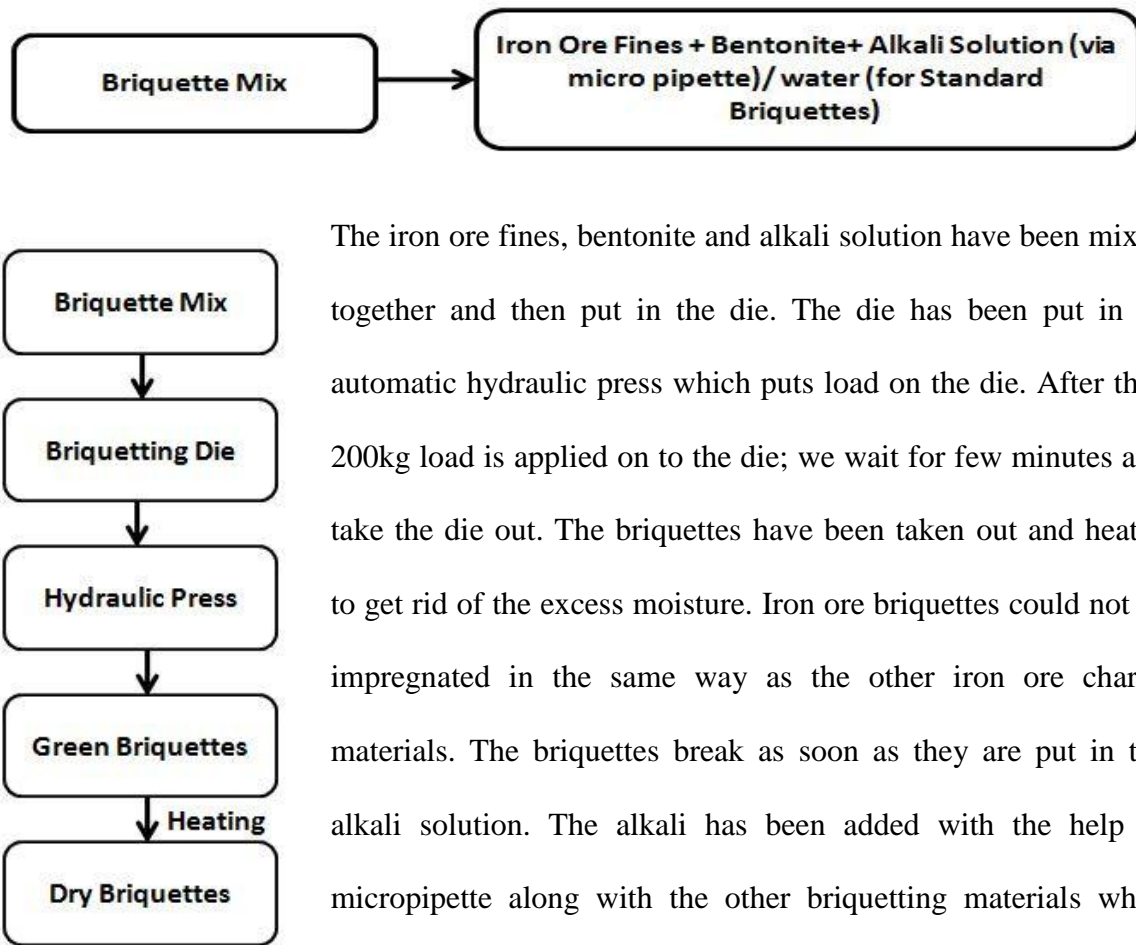 Briquette Mix
Iron Ore Fines + Bentonite+ Alkali Solution (via
micro pipette)/ water (for Standard
Briquettes)
Briquette Mix
Briquetting Die
Hydraulic Press
Green Briquettes
Heating
Dry Briquettes
The iron ore fines, bentonite and alkali solution have been mix
together and then put in the die. The die has been put in
automatic hydraulic press which puts load on the die. After th
200kg load is applied on to the die; we wait for few minutes a
take the die out. The briquettes have been taken out and heat
to get rid of the excess moisture. Iron ore briquettes could not
impregnated in the same way as the other iron ore char
materials. The briquettes break as soon as they are put in t
alkali solution. The alkali has been added with the help
micropipette along with the other briquetting materials wh